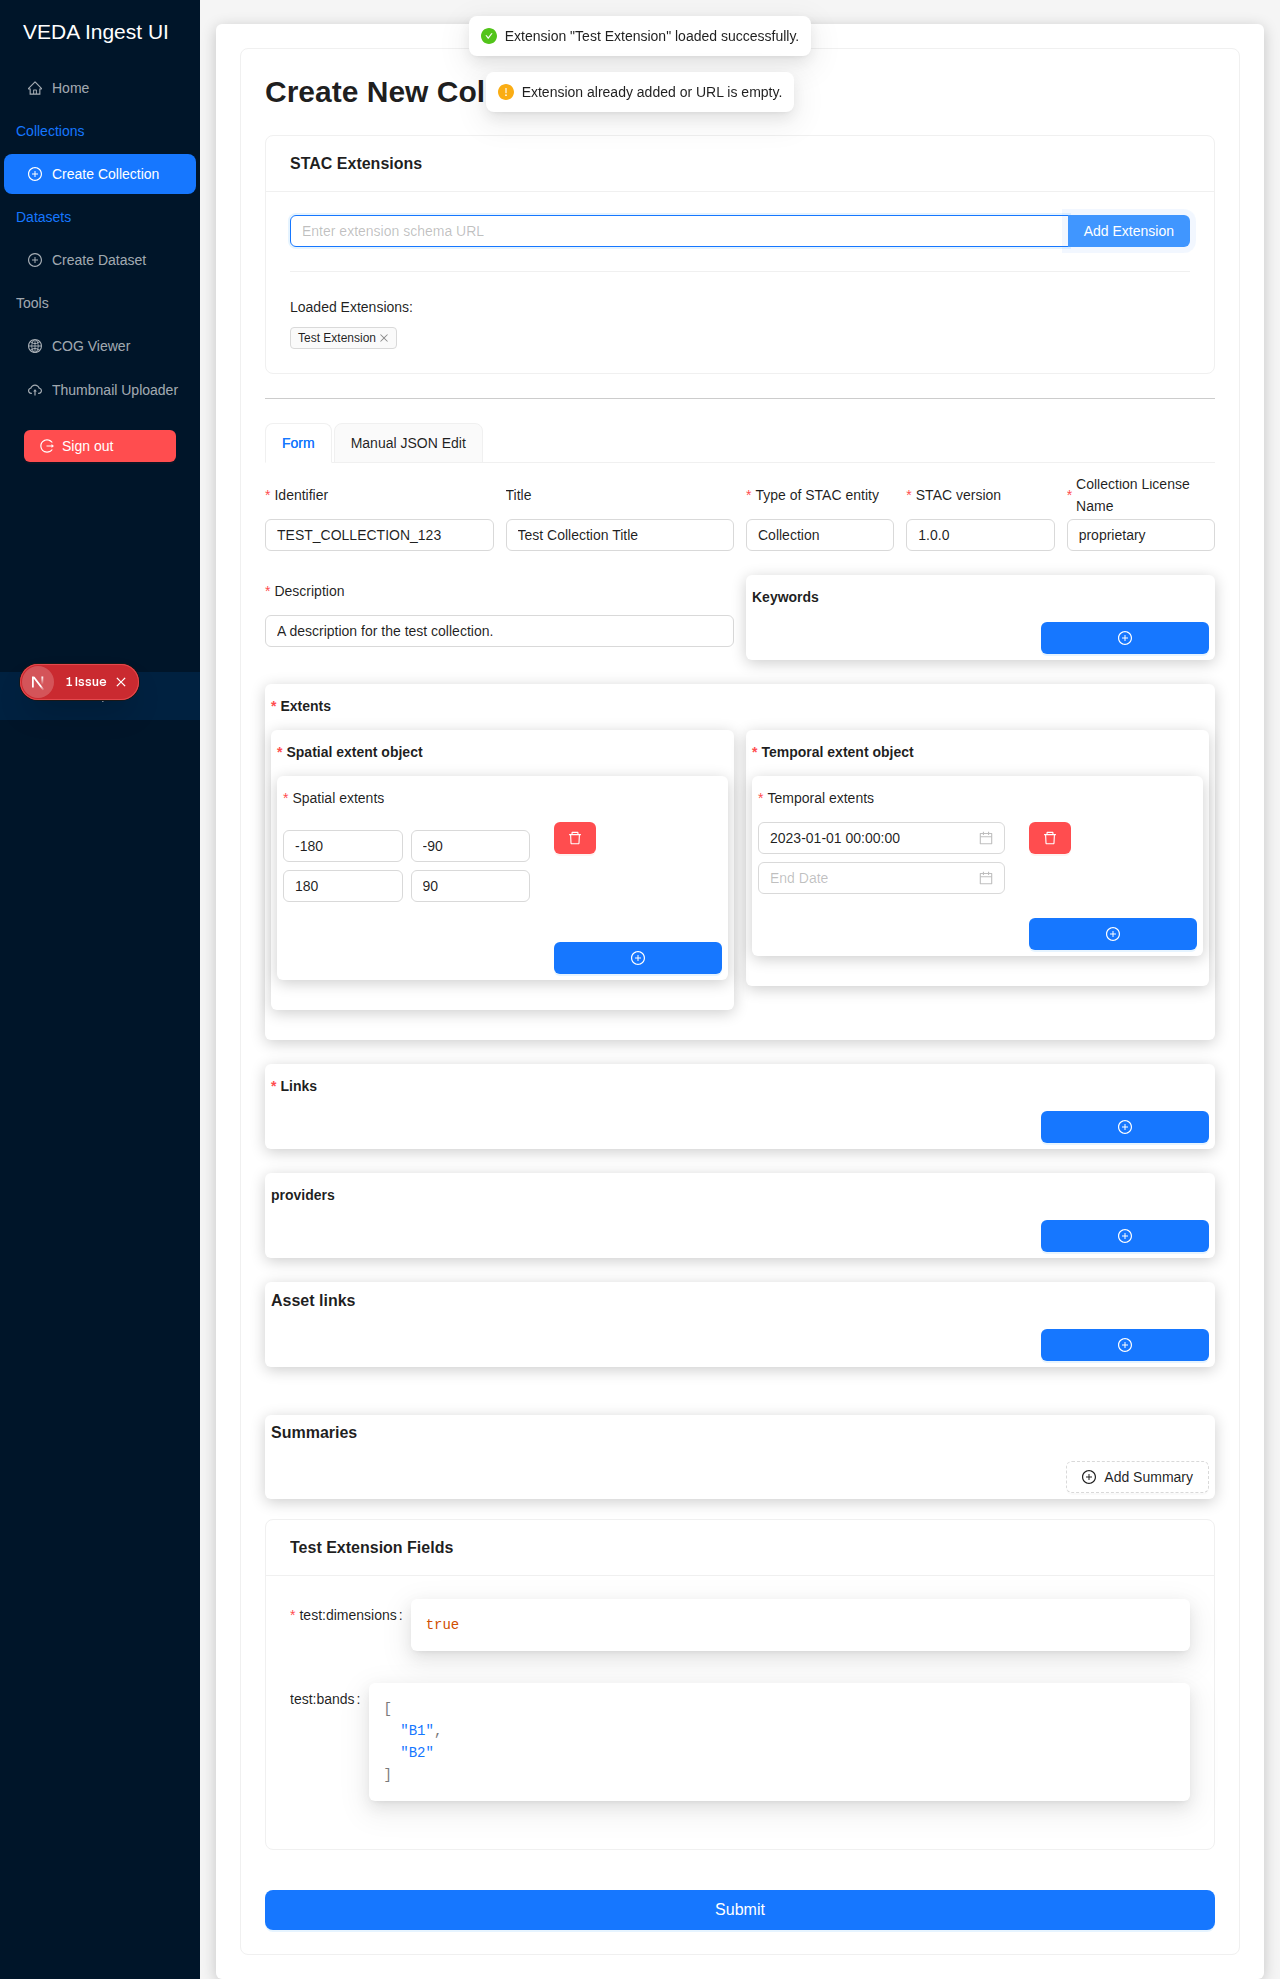 VEDA Ingest UI
Home
Collections
Create Collection
Datasets
Create Dataset
Tools
COG Viewer
Thumbnail Uploader
Sign out
1 Issue
Extension "Test Extension" loaded successfully.
Extension already added or URL is empty.
Create New Col
STAC Extensions
Enter extension schema URL
Add Extension
Loaded Extensions:
Test Extension
Form
Manual JSON Edit
* Identifier
Title
* Type of STAC entity
* STAC version
* Collection License Name
TEST_COLLECTION_123
Test Collection Title
Collection
1.0.0
proprietary
* Description
A description for the test collection.
Keywords
* Extents
* Spatial extent object
* Spatial extents
-180
-90
180
90
* Temporal extent object
* Temporal extents
2023-01-01 00:00:00
End Date
* Links
providers
Asset links
Summaries
Add Summary
Test Extension Fields
* test:dimensions:
true
test:bands:
[
"B1",
"B2"
]
Submit